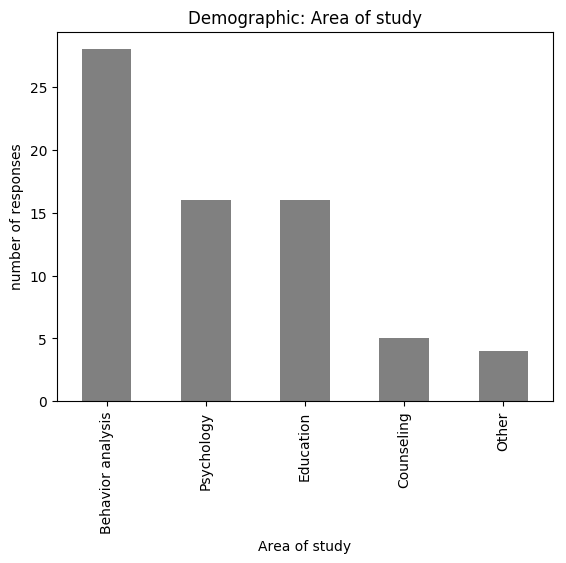 Demographic: Area of study
number of responses
25
20
15
10
5
0
Behavior analysis
Psychology
Education
Counseling
Other
Area of study